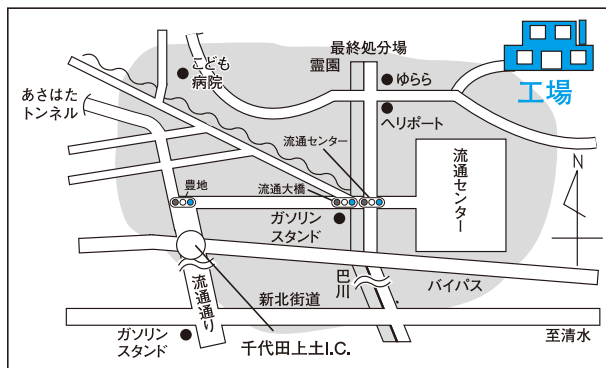 最終処分場
霊園
こども
病院
ゆらら
工場
あさはた
トンネル
ヘリポート
流通センター
流通センター
N
豊地
流通大橋
ガソリン
スタンド
巴川
バイパス
流通通り
新北街道
ガソリン
スタンド
千代田上土I.C.
至清水